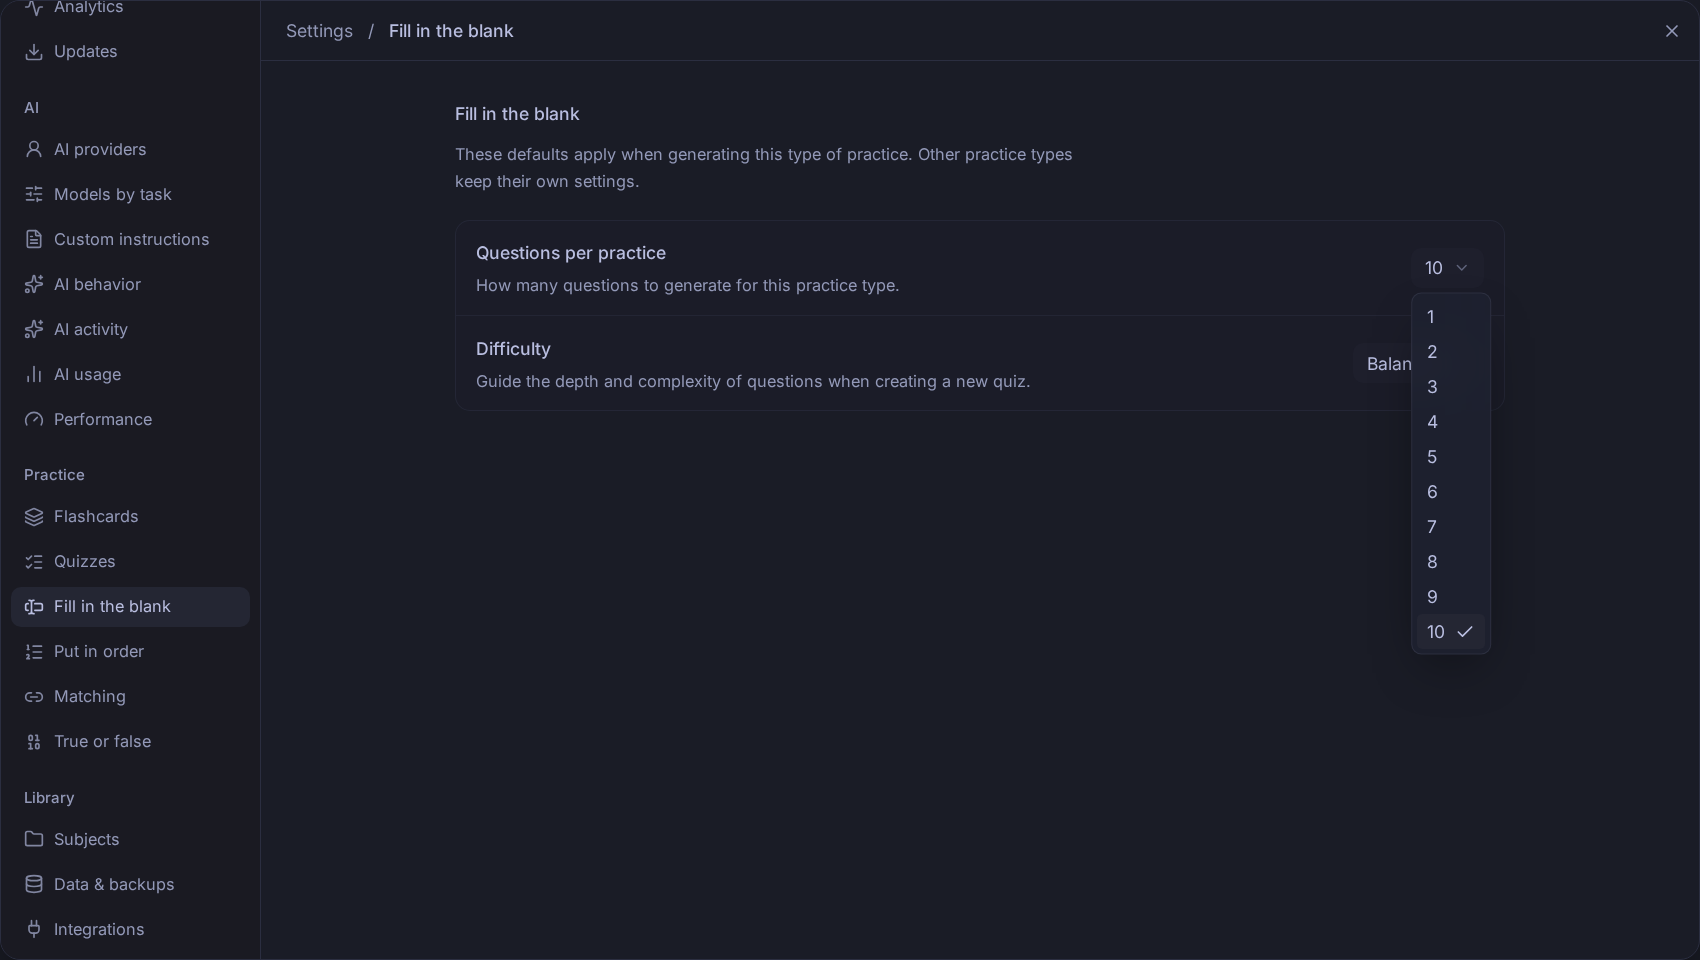 Analytics
Updates
AI
AI providers
Models by task
Custom instructions
AI behavior
AI activity
AI usage
Performance
Practice
Flashcards
Quizzes
Fill in the blank
Put in order
Matching
True or false
Library
Subjects
Data & backups
Integrations
Settings / Fill in the blank
Fill in the blank
These defaults apply when generating this type of practice. Other practice types
keep their own settings.
Questions per practice
How many questions to generate for this practice type.
10
Difficulty
Guide the depth and complexity of questions when creating a new quiz.
Balan
1
2
3
4
5
6
7
8
9
10